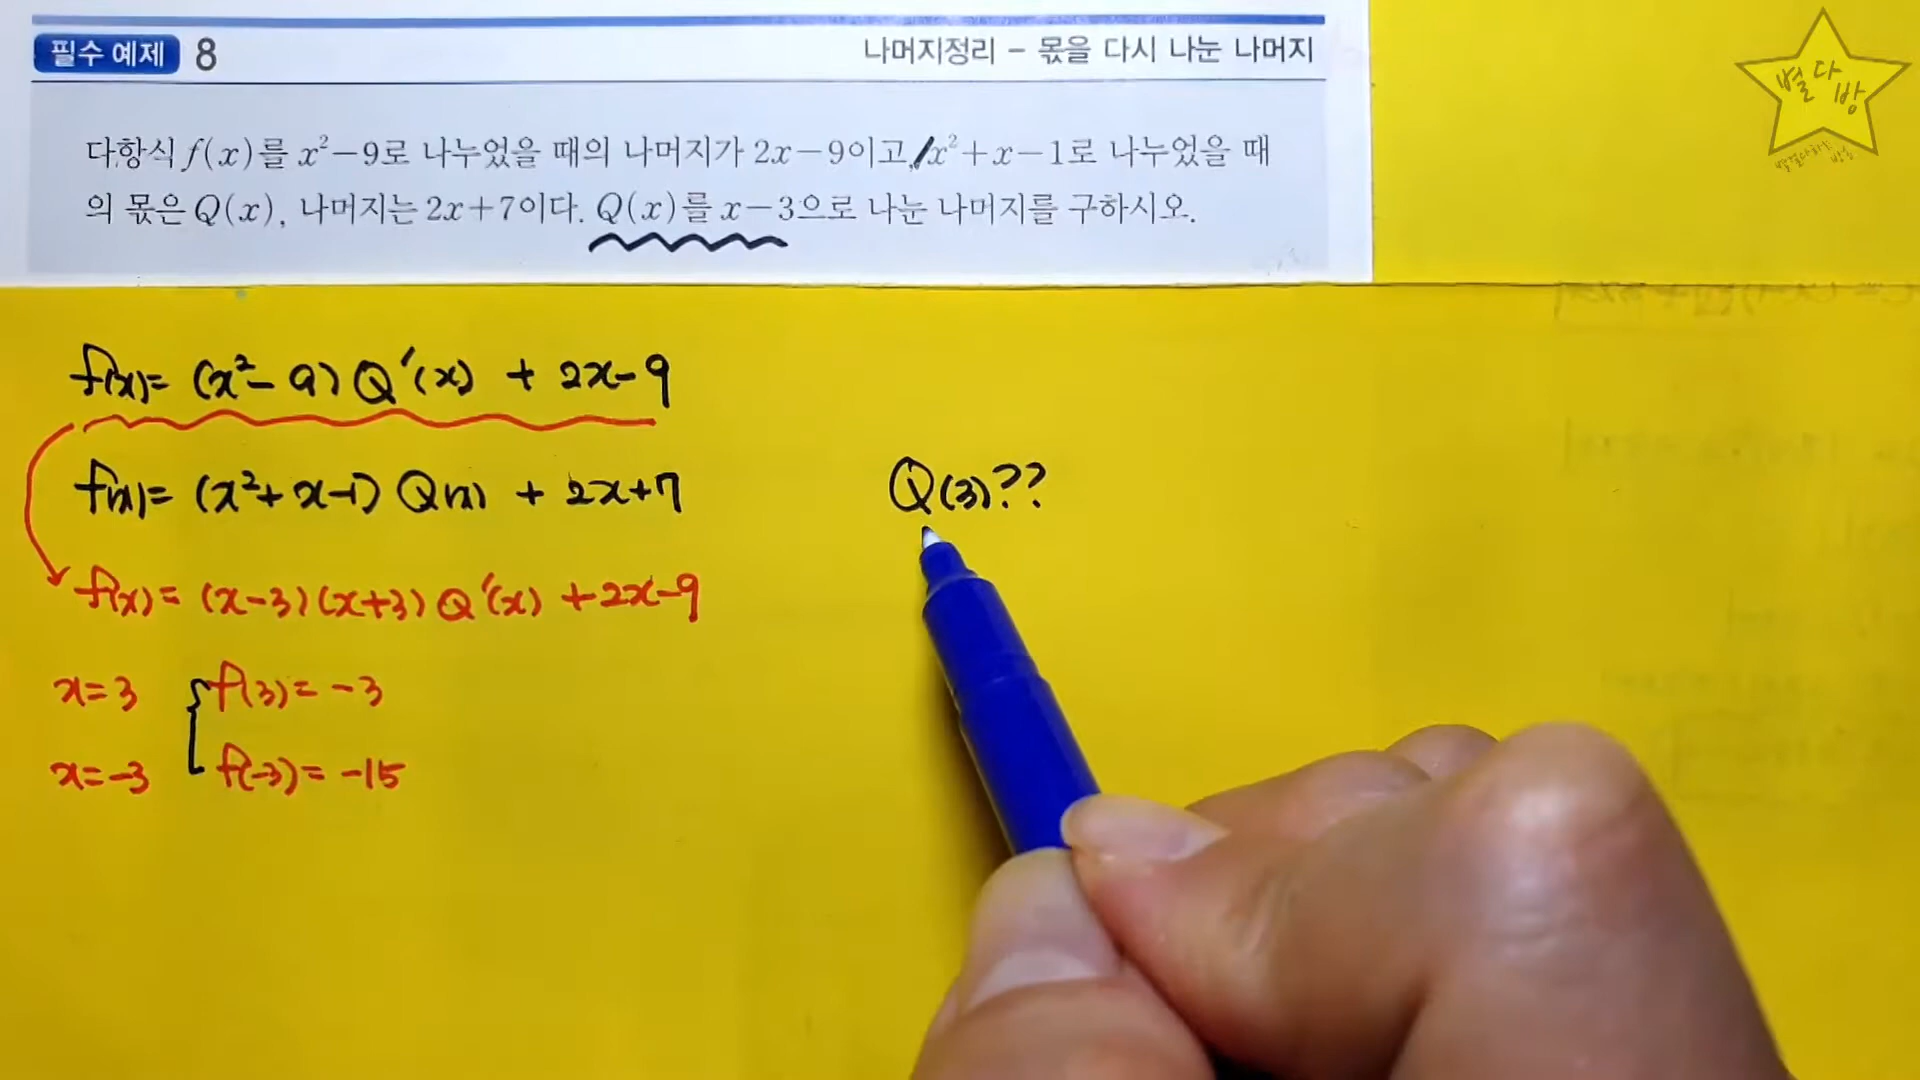 필수 예제 8
나머지정리 – 몫을 다시 나눈 나머지
다항식 f(x)를 x²−9로 나누었을 때의 나머지가 2x−9이고, x²+x−1로 나누었을 때
의 몫은 Q(x), 나머지는 2x+7이다. Q(x)를 x−3으로 나눈 나머지를 구하시오.
별다방
f(x)= (x²−9) Q'(x) + 2x−9
f(x)= (x²+x−1) Q(x) + 2x+7
Q(3)??
f(x)= (x−3)(x+3) Q'(x) +2x−9
x=3 f(3)= −3
x=−3 f(−3)= −15